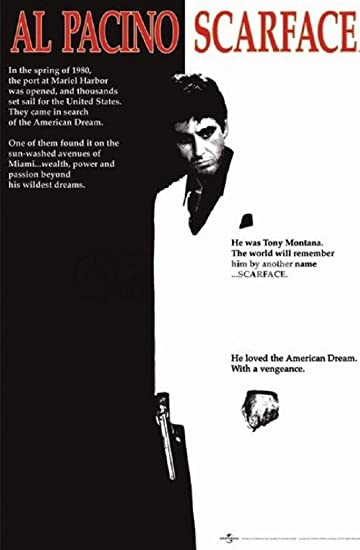 AL PACINO SCARFACE
In the spring of 1980,
the port at Mariel Harbor
was opened, and thousands
set sail for the United States.
They came in search
of the American Dream.
One of them found it on the
sun-washed avenues of
Miami...wealth, power and
passion beyond
his wildest dreams.
He was Tony Montana.
The world will remember
him by another name
...SCARFACE.
He loved the American Dream.
With a vengeance.